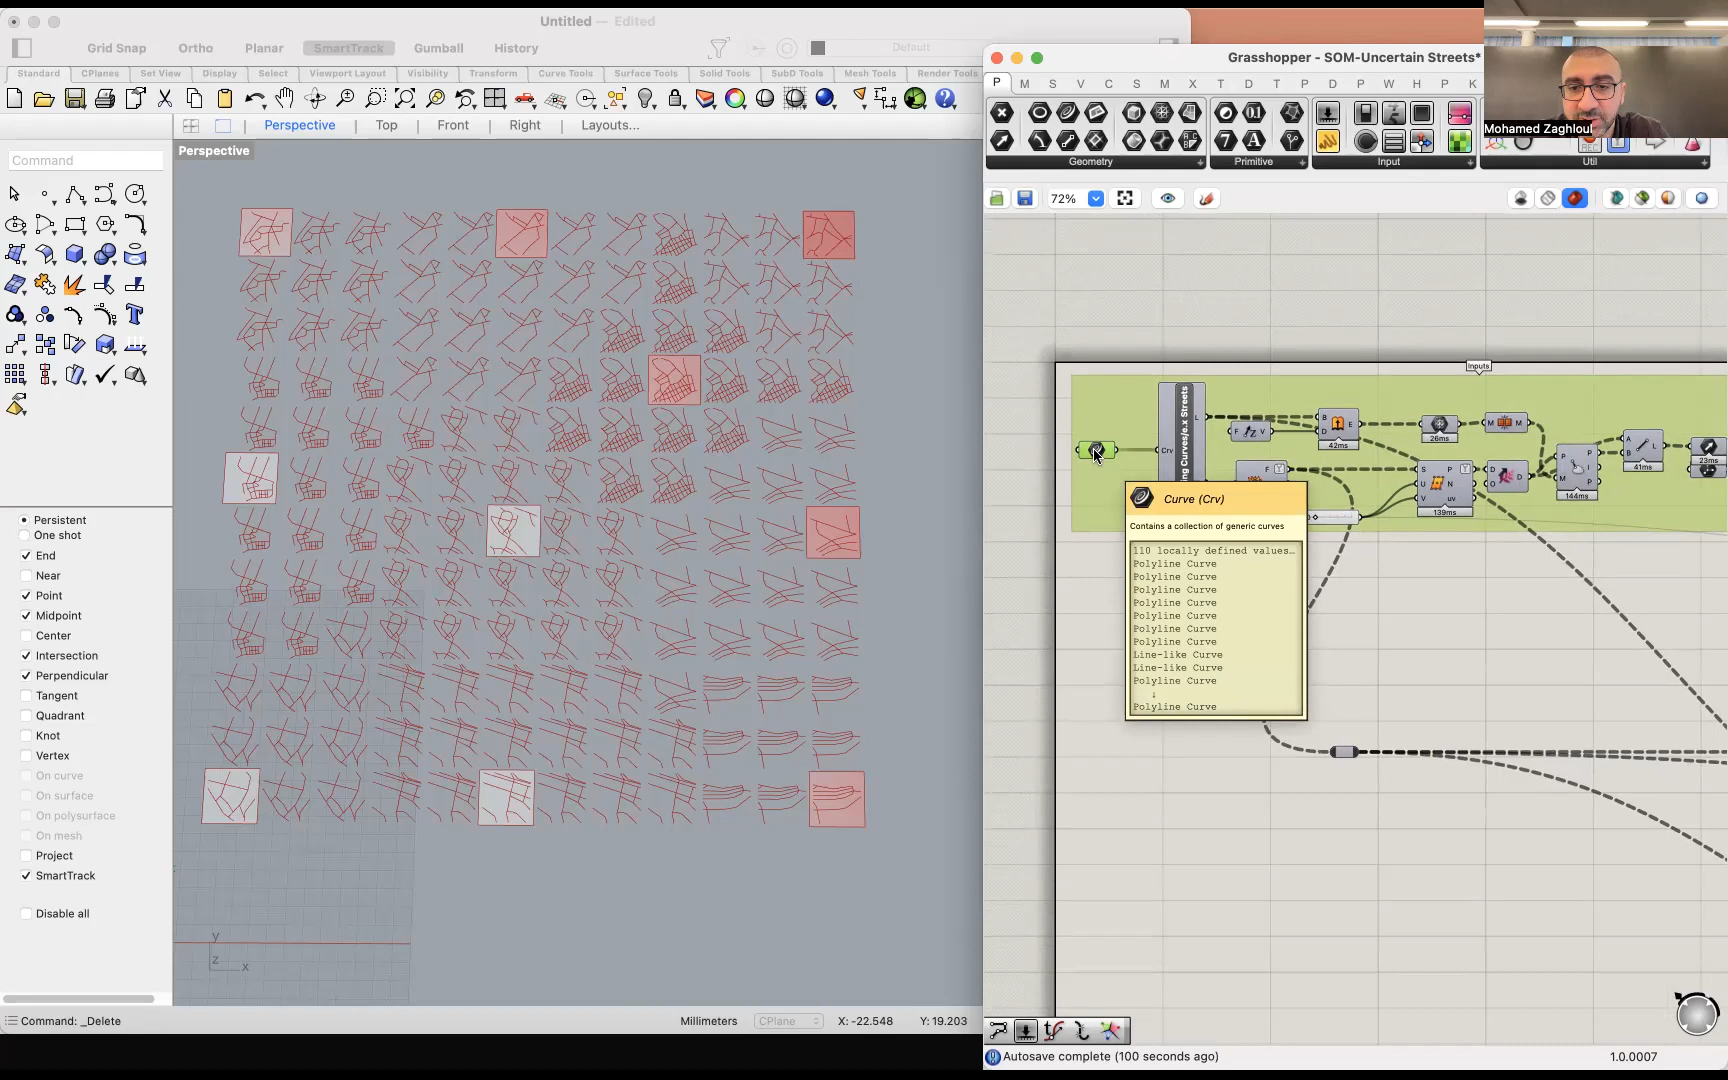 Untitled — Edited
Grid Snap
Ortho
Planar
SmartTrack
Gumball
History
Default
Standard
CPlanes
Set View
Display
Select
Viewport Layout
Visibility
Transform
Curve Tools
Surface Tools
Solid Tools
SubD Tools
Mesh Tools
Render Tools
Perspective
Top
Front
Right
Layouts...
Perspective
Command
Persistent
One shot
End
Near
Point
Midpoint
Center
Intersection
Perpendicular
Tangent
Quadrant
Knot
Vertex
On curve
On surface
On polysurface
On mesh
Project
SmartTrack
Disable all
y
z
x
Command: _Delete
Millimeters
CPlane
X: -22.548
Y: 19.203
Grasshopper - SOM-Uncertain Streets*
P
M
S
V
C
S
M
X
T
D
T
A
D
W
H
P
K
Geometry
Primitive
Input
Util
Mohamed Zaghloul
72%
Inputs
Crv
L
F
V
B
D
E
42ms
26ms
M
M
F
S
U
V
P
N
uv
139ms
D
O
D
P
M
P
I
P
144ms
A
B
L
41ms
23ms
Curve (Crv)
Contains a collection of generic curves
110 locally defined values…
Polyline Curve
Polyline Curve
Polyline Curve
Polyline Curve
Polyline Curve
Polyline Curve
Polyline Curve
Line-like Curve
Line-like Curve
Polyline Curve
↓
Polyline Curve
Autosave complete (100 seconds ago)
1.0.0007